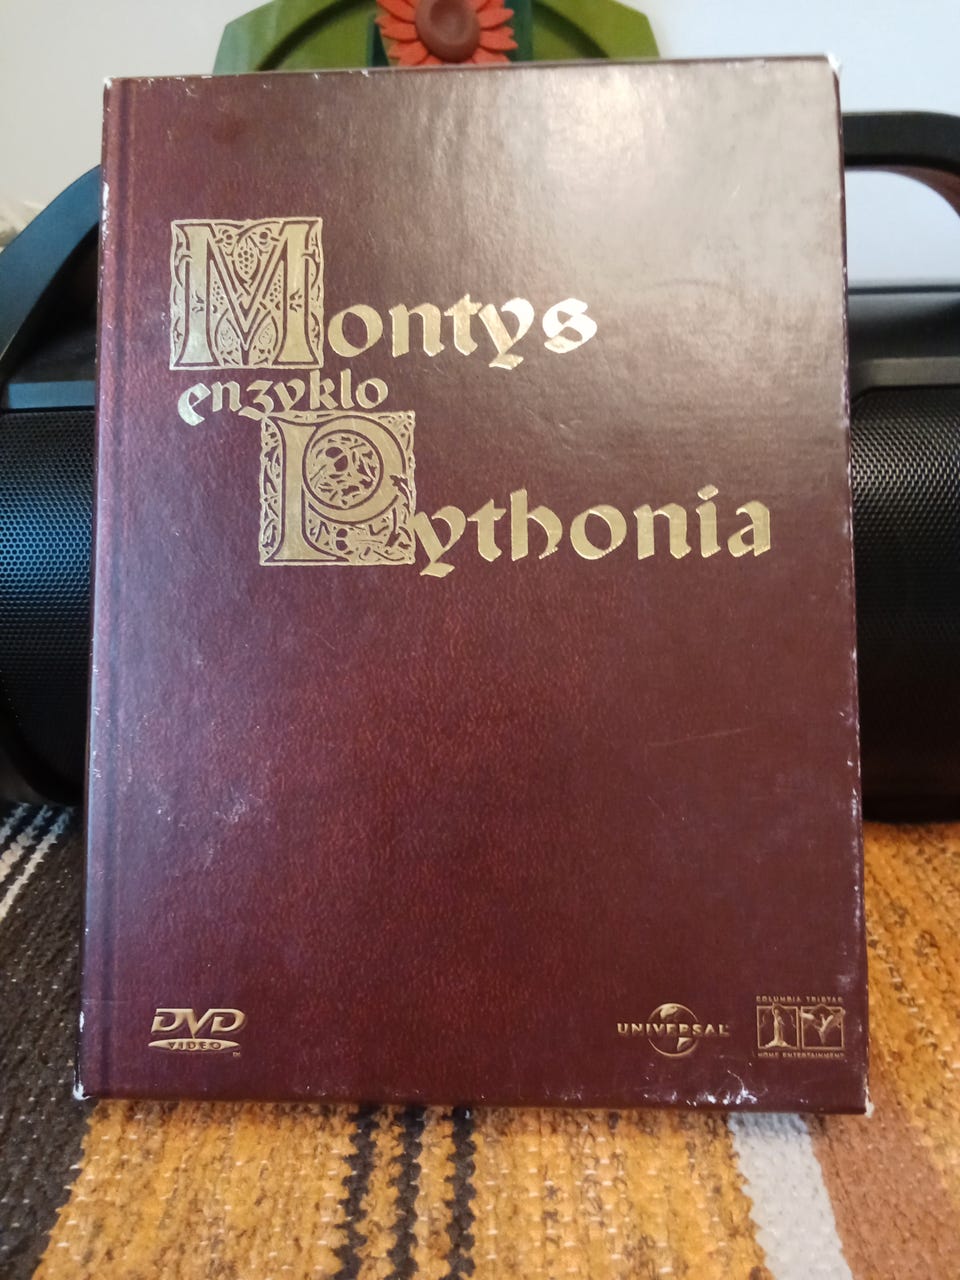 Montys
enzyklo
Pythonia
DVD
VIDEO
UNIVERSAL
COLUMBIA TRISTAR
HOME ENTERTAINMENT